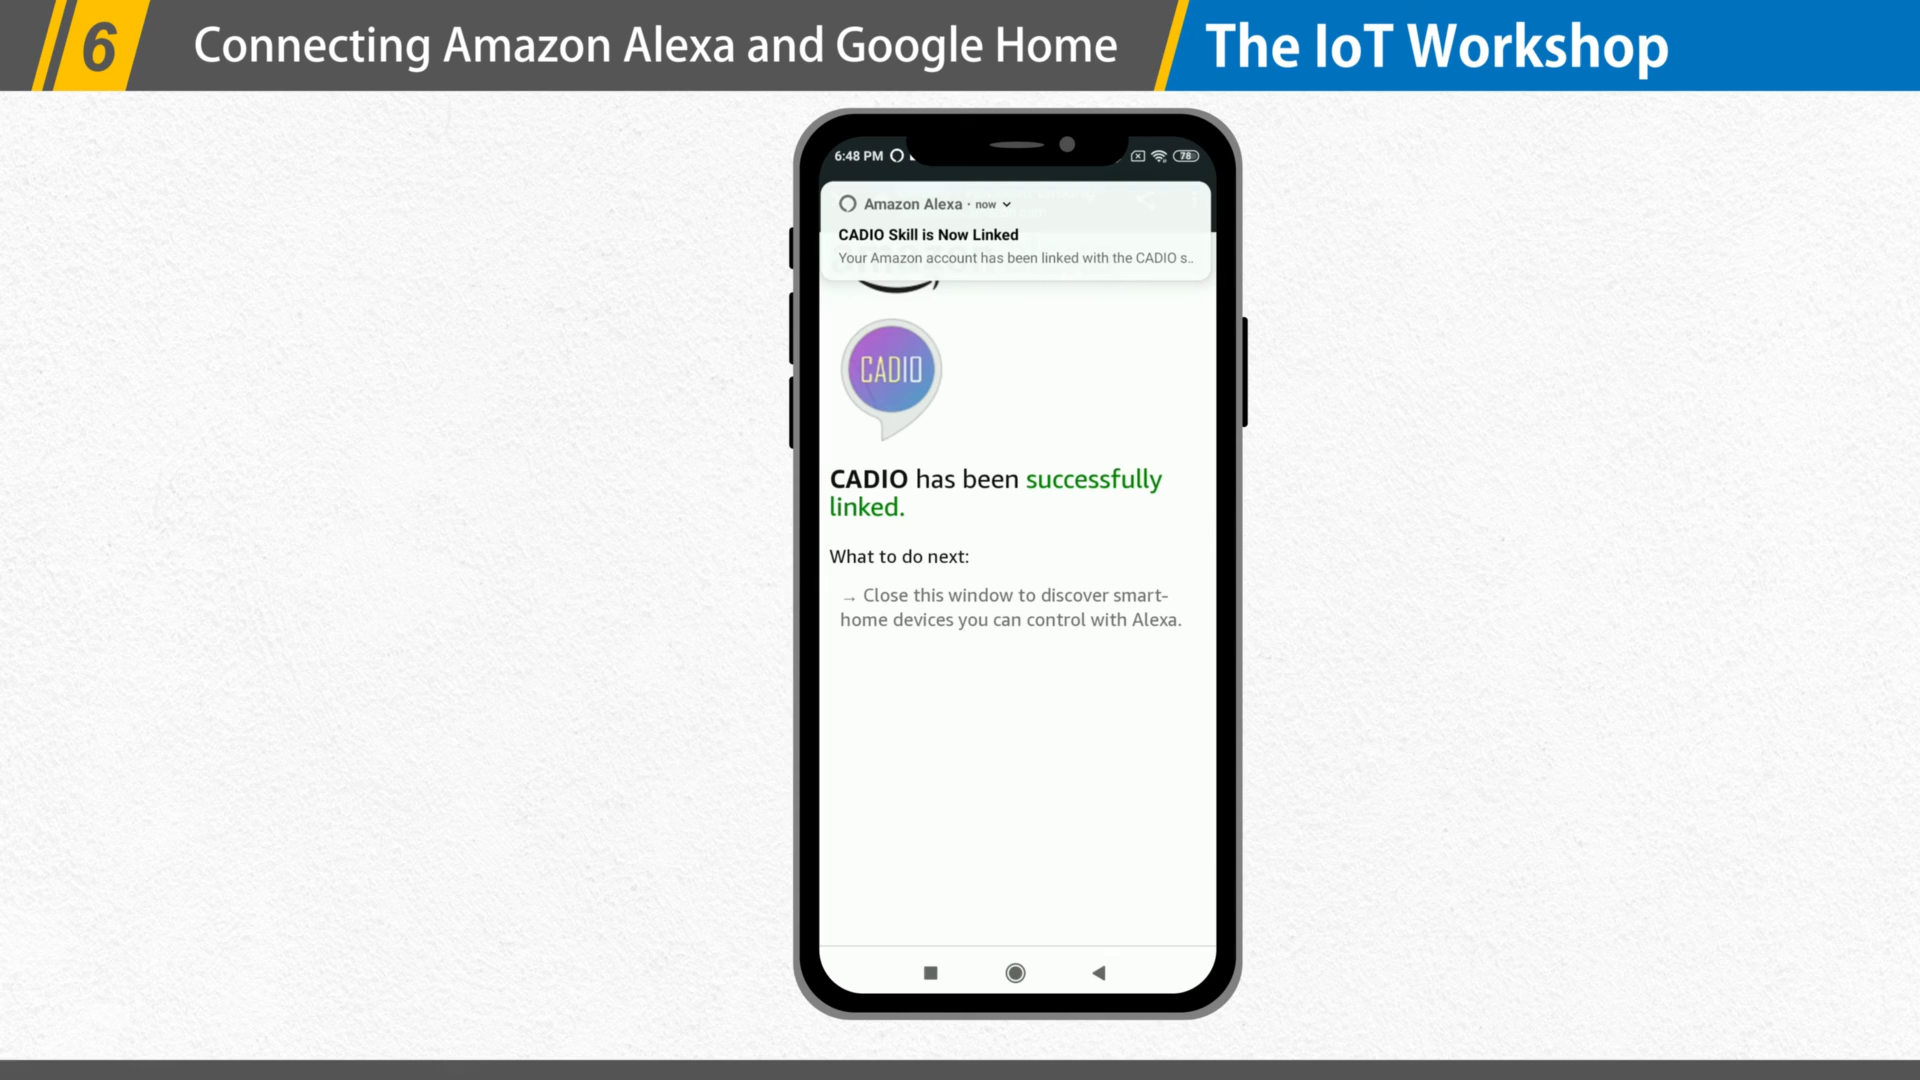 6 Connecting Amazon Alexa and Google Home The IoT Workshop
6:48 PM 78
Amazon Alexa · now
CADIO Skill is Now Linked
Your Amazon account has been linked with the CADIO s..
CADIO
CADIO has been successfully
linked.
What to do next:
→ Close this window to discover smart-
home devices you can control with Alexa.